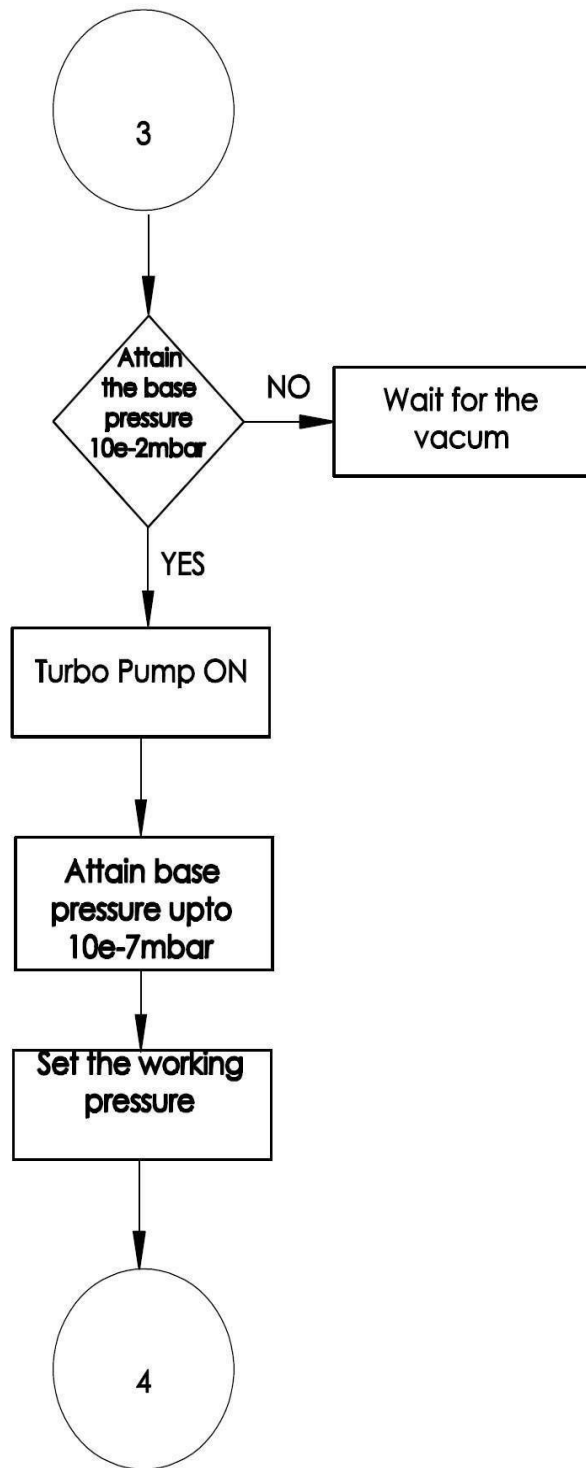 3
Attain
the base
pressure
10e-2mbar
NO
Wait for the
vacum
YES
Turbo Pump ON
Attain base
pressure upto
10e-7mbar
Set the working
pressure
4